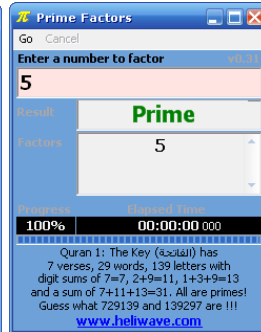 π Prime Factors
Go Cancel
Enter a number to factor v0.31
5
Result Prime
Factors 5
Progress Elapsed Time
100% 00:00:00 000
Quran 1: The Key (الفاتحة) has
7 verses, 29 words, 139 letters with
digit sums of 7=7, 2+9=11, 1+3+9=13
and a sum of 7+11+13=31. All are primes!
Guess what 729139 and 139297 are !!!
www.heliwave.com